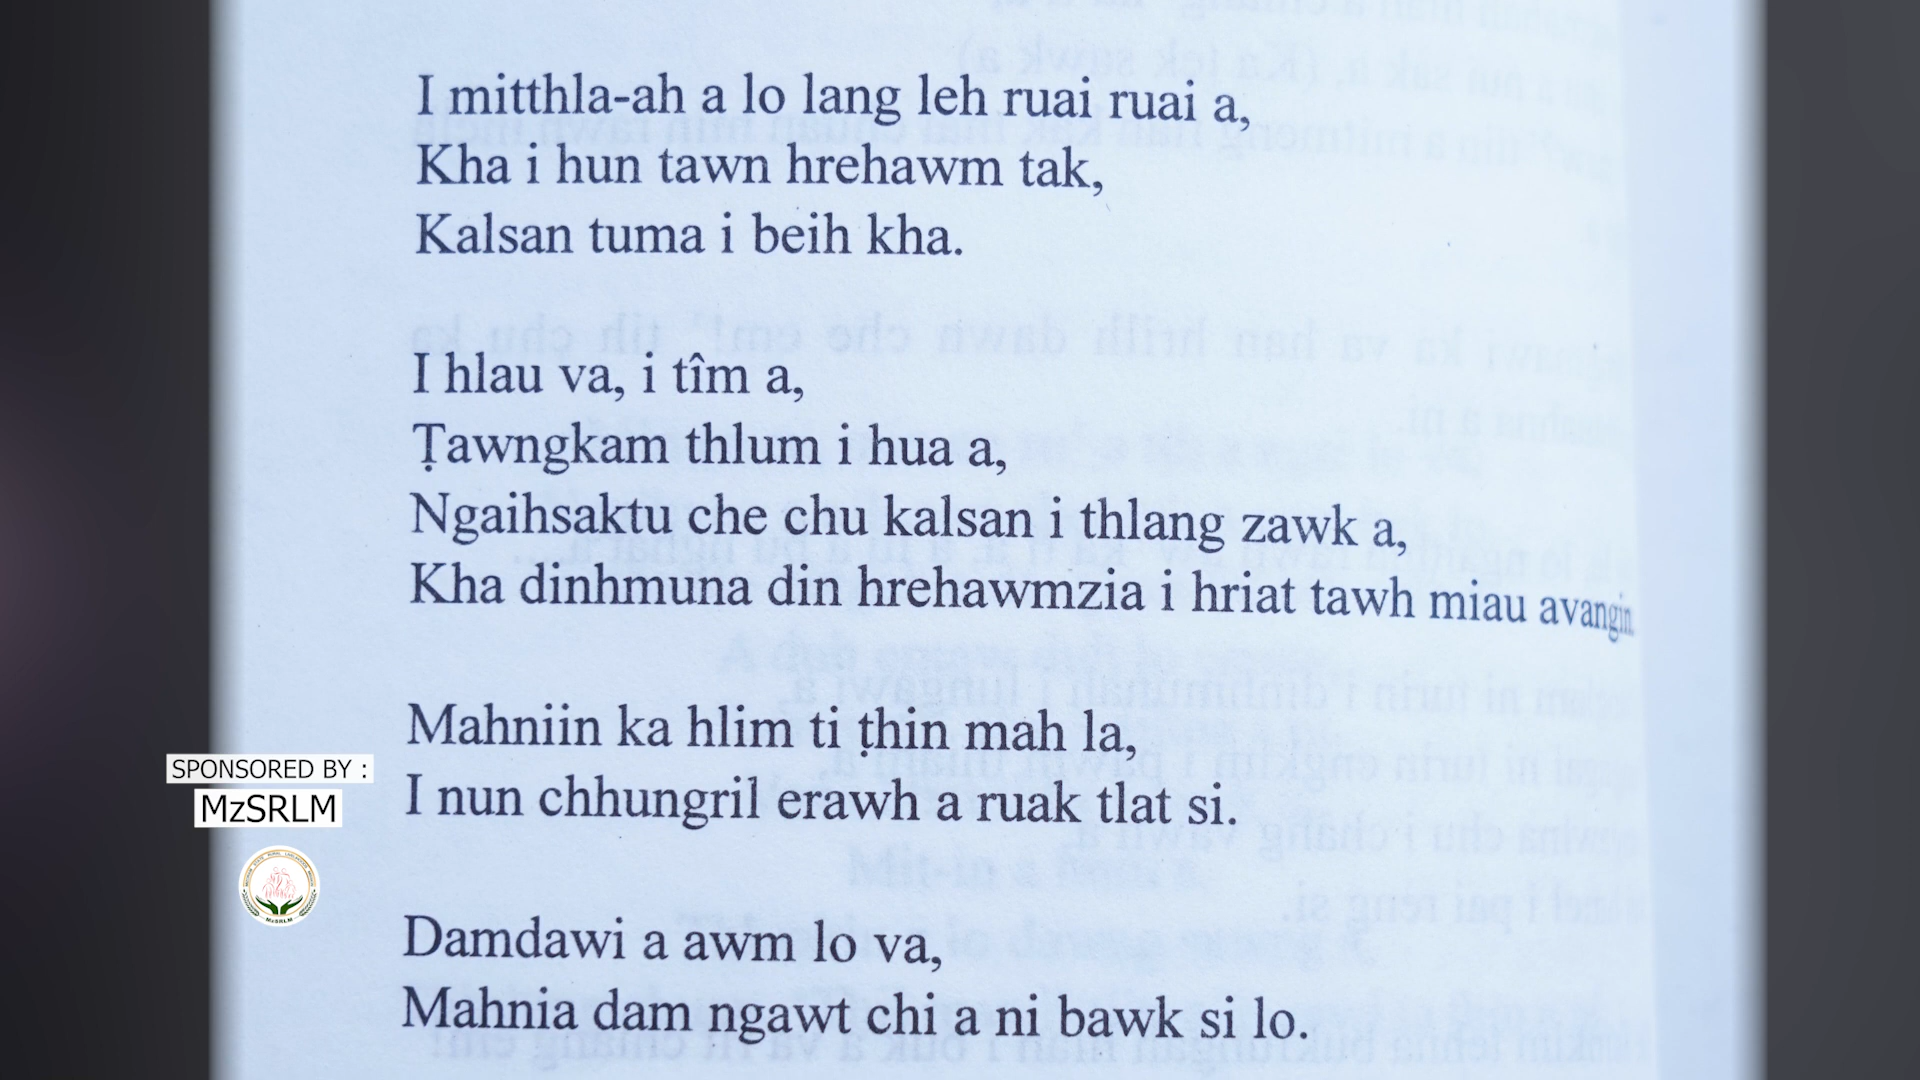 I mitthla-ah a lo lang leh ruai ruai a,
Kha i hun tawn hrehawm tak,
Kalsan tuma i beih kha.
I hlau va, i tîm a,
Ṭawngkam thlum i hua a,
Ngaihsaktu che chu kalsan i thlang zawk a,
Kha dinhmuna din hrehawmzia i hriat tawh miau avangin.
Mahniin ka hlim ti ṭhin mah la,
I nun chhungril erawh a ruak tlat si.
Damdawi a awm lo va,
Mahnia dam ngawt chi a ni bawk si lo.
SPONSORED BY :
MzSRLM
MzSRLM